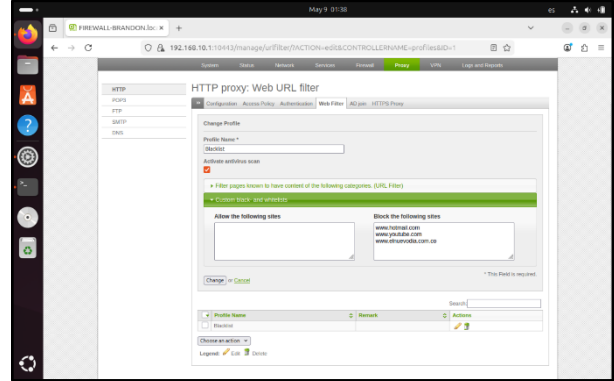 May 9 01:38
es
FIREWALL-BRANDON.loc
192.168.10.1:10443/manage/urlfilter/?ACTION=edit&CONTROLLERNAME=profiles&ID=1
System Status Network Services Firewall Proxy VPN Logs and Reports
HTTP
POP3
FTP
SMTP
DNS
HTTP proxy: Web URL filter
Configuration Access Policy Authentication Web Filter AD join HTTPS Proxy
Change Profile
Profile Name *
Blacklist
Activate antivirus scan
Filter pages known to have content of the following categories. (URL Filter)
Custom black- and whitelists
Allow the following sites Block the following sites
www.hotmail.com
www.youtube.com
www.elnuevodia.com.co
* This Field is required.
Change or Cancel
Search:
Profile Name Remark Actions
Blacklist
Choose an action
Legend: Edit Delete